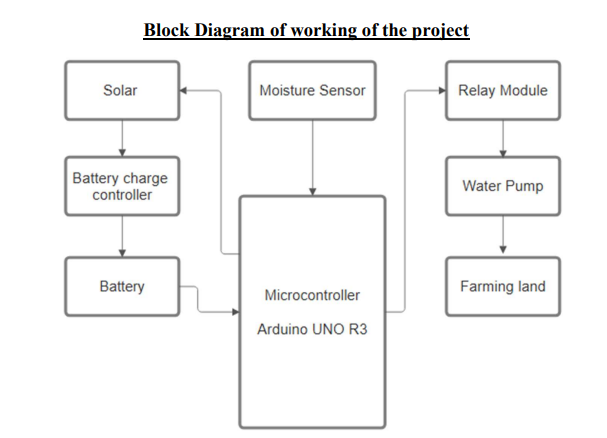 Block Diagram of working of the project
Solar
Moisture Sensor
Relay Module
Battery charge
controller
Water Pump
Battery
Microcontroller
Arduino UNO R3
Farming land